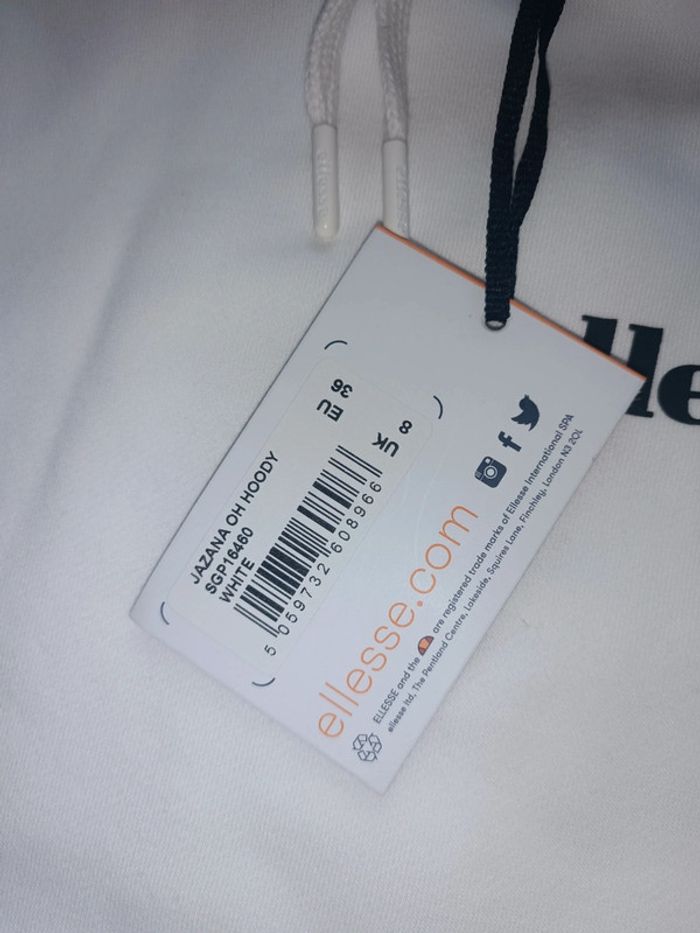 JAZANA OH HOODY
SGP16460
WHITE
5 059732 608966
UK
8
EU
36
ellesse.com
ELLESSE and the are registered trade marks of Ellesse International SPA
ellesse ltd, The Pentland Centre, Lakeside, Squires Lane, Finchley, London N3 2QL
lle